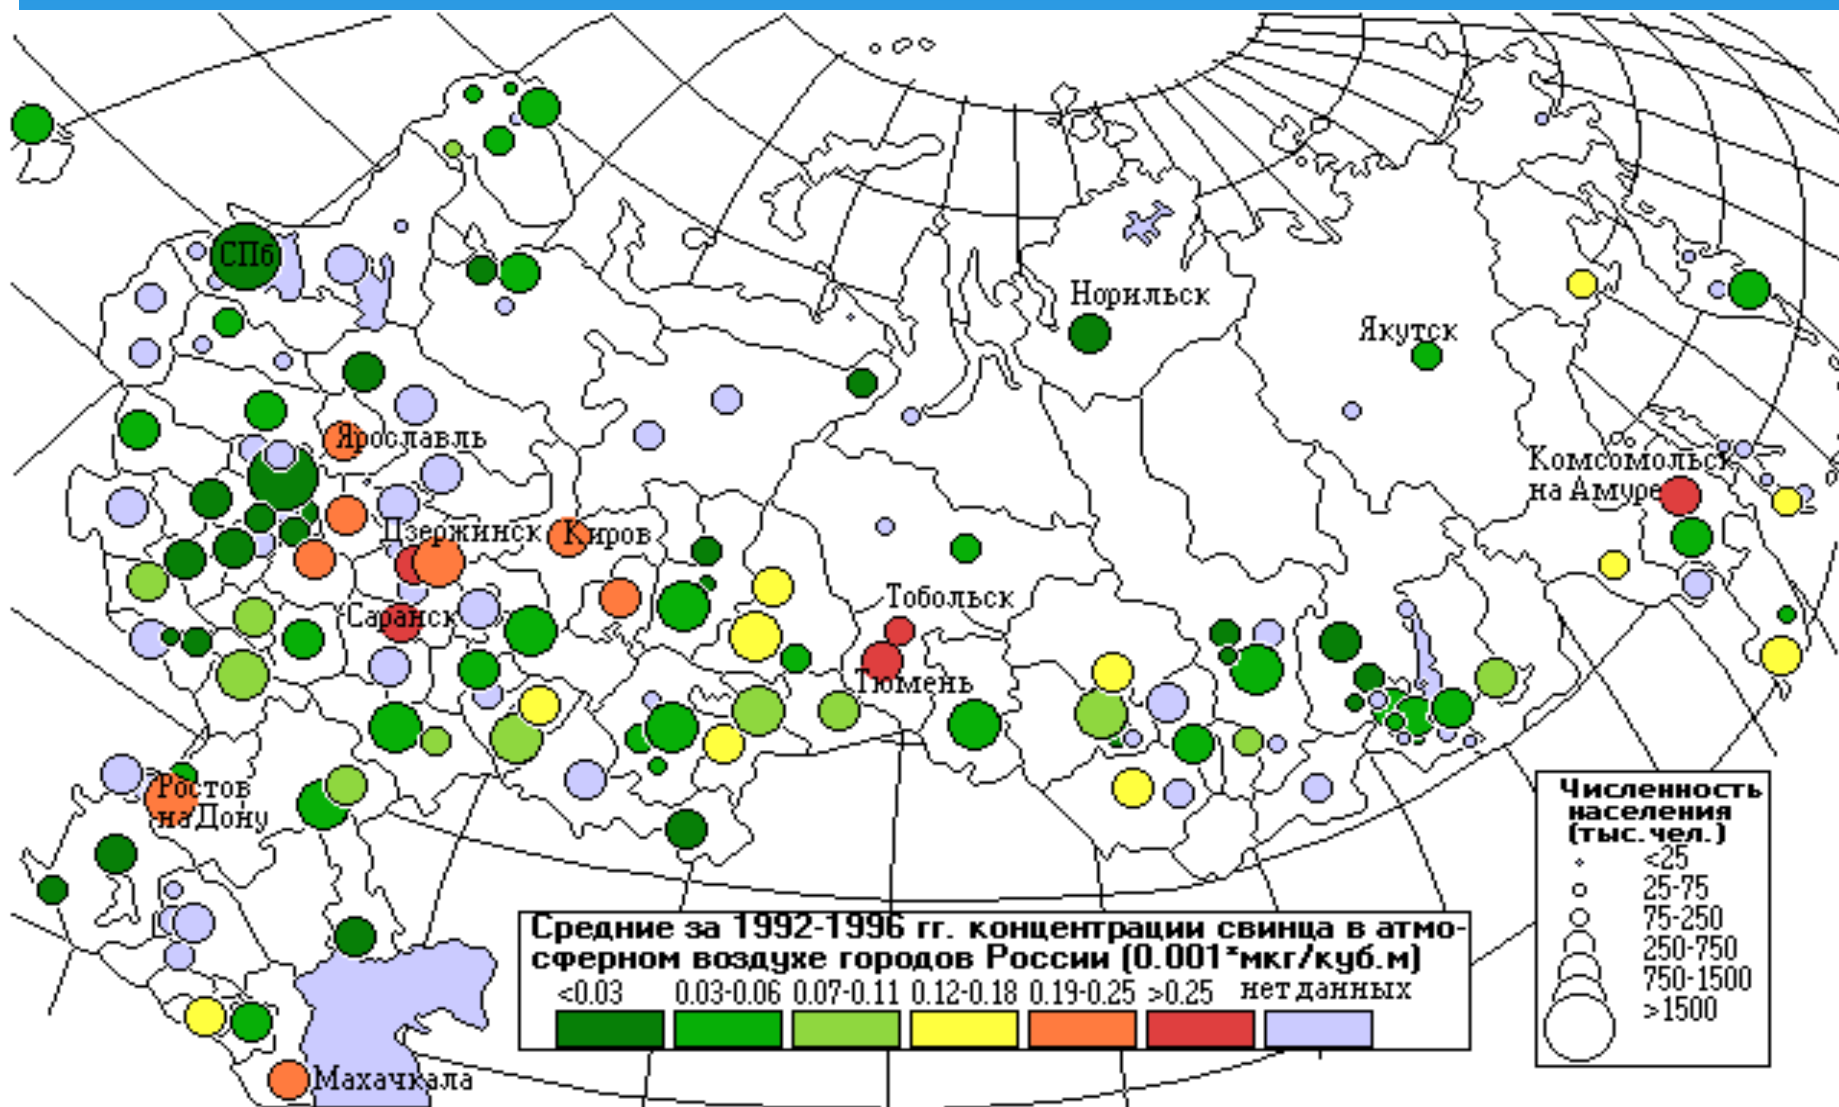 СПб
Норильск
Якутск
Ярославль
Комсомольск
на Амуре
Дзержинск
Киров
Саранск
Тобольск
Тюмень
Ростов
на Дону
Махачкала
Численность
населения
(тыс.чел.)
<25
25-75
75-250
250-750
750-1500
>1500
Средние за 1992-1996 гг. концентрации свинца в атмо-
сферном воздухе городов России (0.001*мкг/куб.м)
<0.03 0.03-0.06 0.07-0.11 0.12-0.18 0.19-0.25 >0.25 нет данных